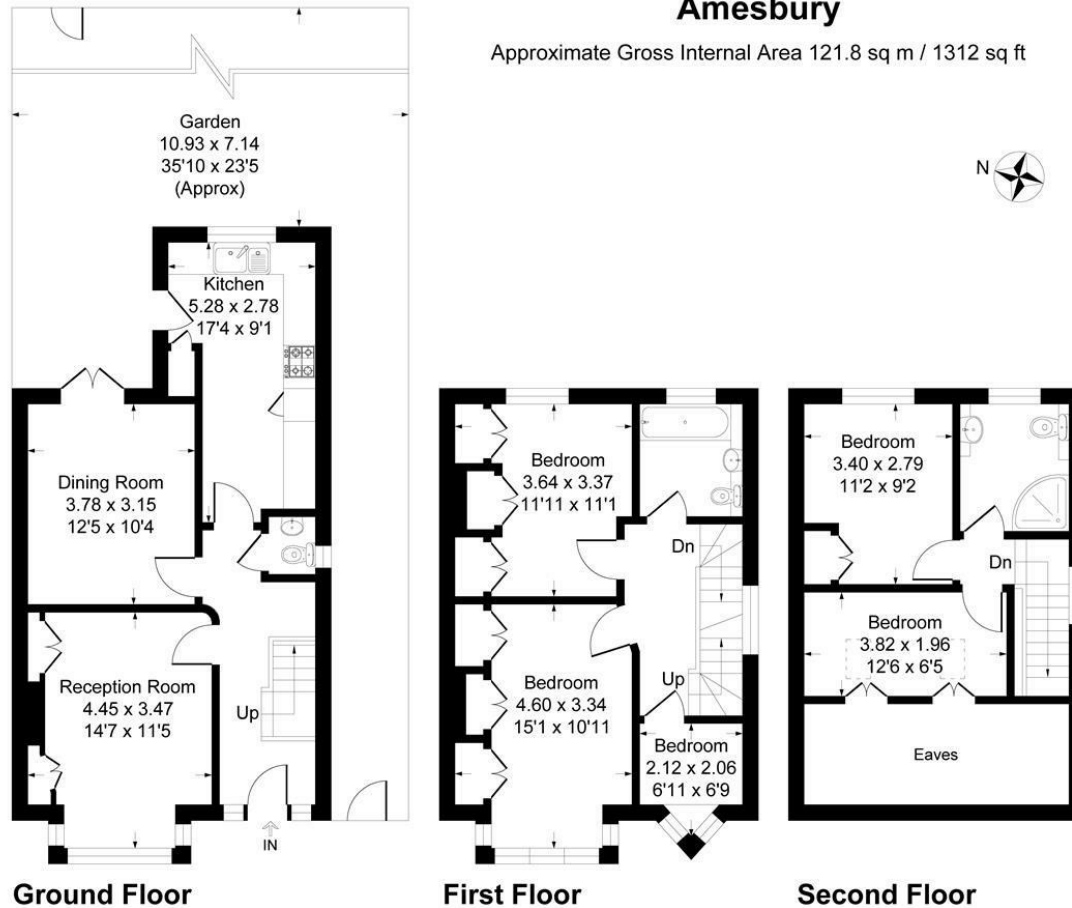 Amesbury
Approximate Gross Internal Area 121.8 sq m / 1312 sq ft
N
Garden
10.93 x 7.14
35'10 x 23'5
(Approx)
Kitchen
5.28 x 2.78
17'4 x 9'1
Dining Room
3.78 x 3.15
12'5 x 10'4
Reception Room
4.45 x 3.47
14'7 x 11'5
Up
IN
Ground Floor
Bedroom
3.64 x 3.37
11'11 x 11'1
Dn
Up
Bedroom
4.60 x 3.34
15'1 x 10'11
Bedroom
2.12 x 2.06
6'11 x 6'9
First Floor
Bedroom
3.40 x 2.79
11'2 x 9'2
Dn
Bedroom
3.82 x 1.96
12'6 x 6'5
Eaves
Second Floor